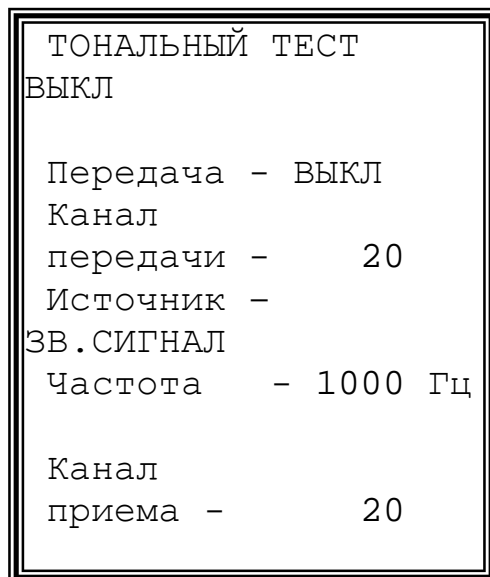 ТОНАЛЬНЫЙ ТЕСТ
ВЫКЛ
Передача - ВЫКЛ
Канал
передачи - 20
Источник –
ЗВ.СИГНАЛ
Частота - 1000 Гц
Канал
приема - 20